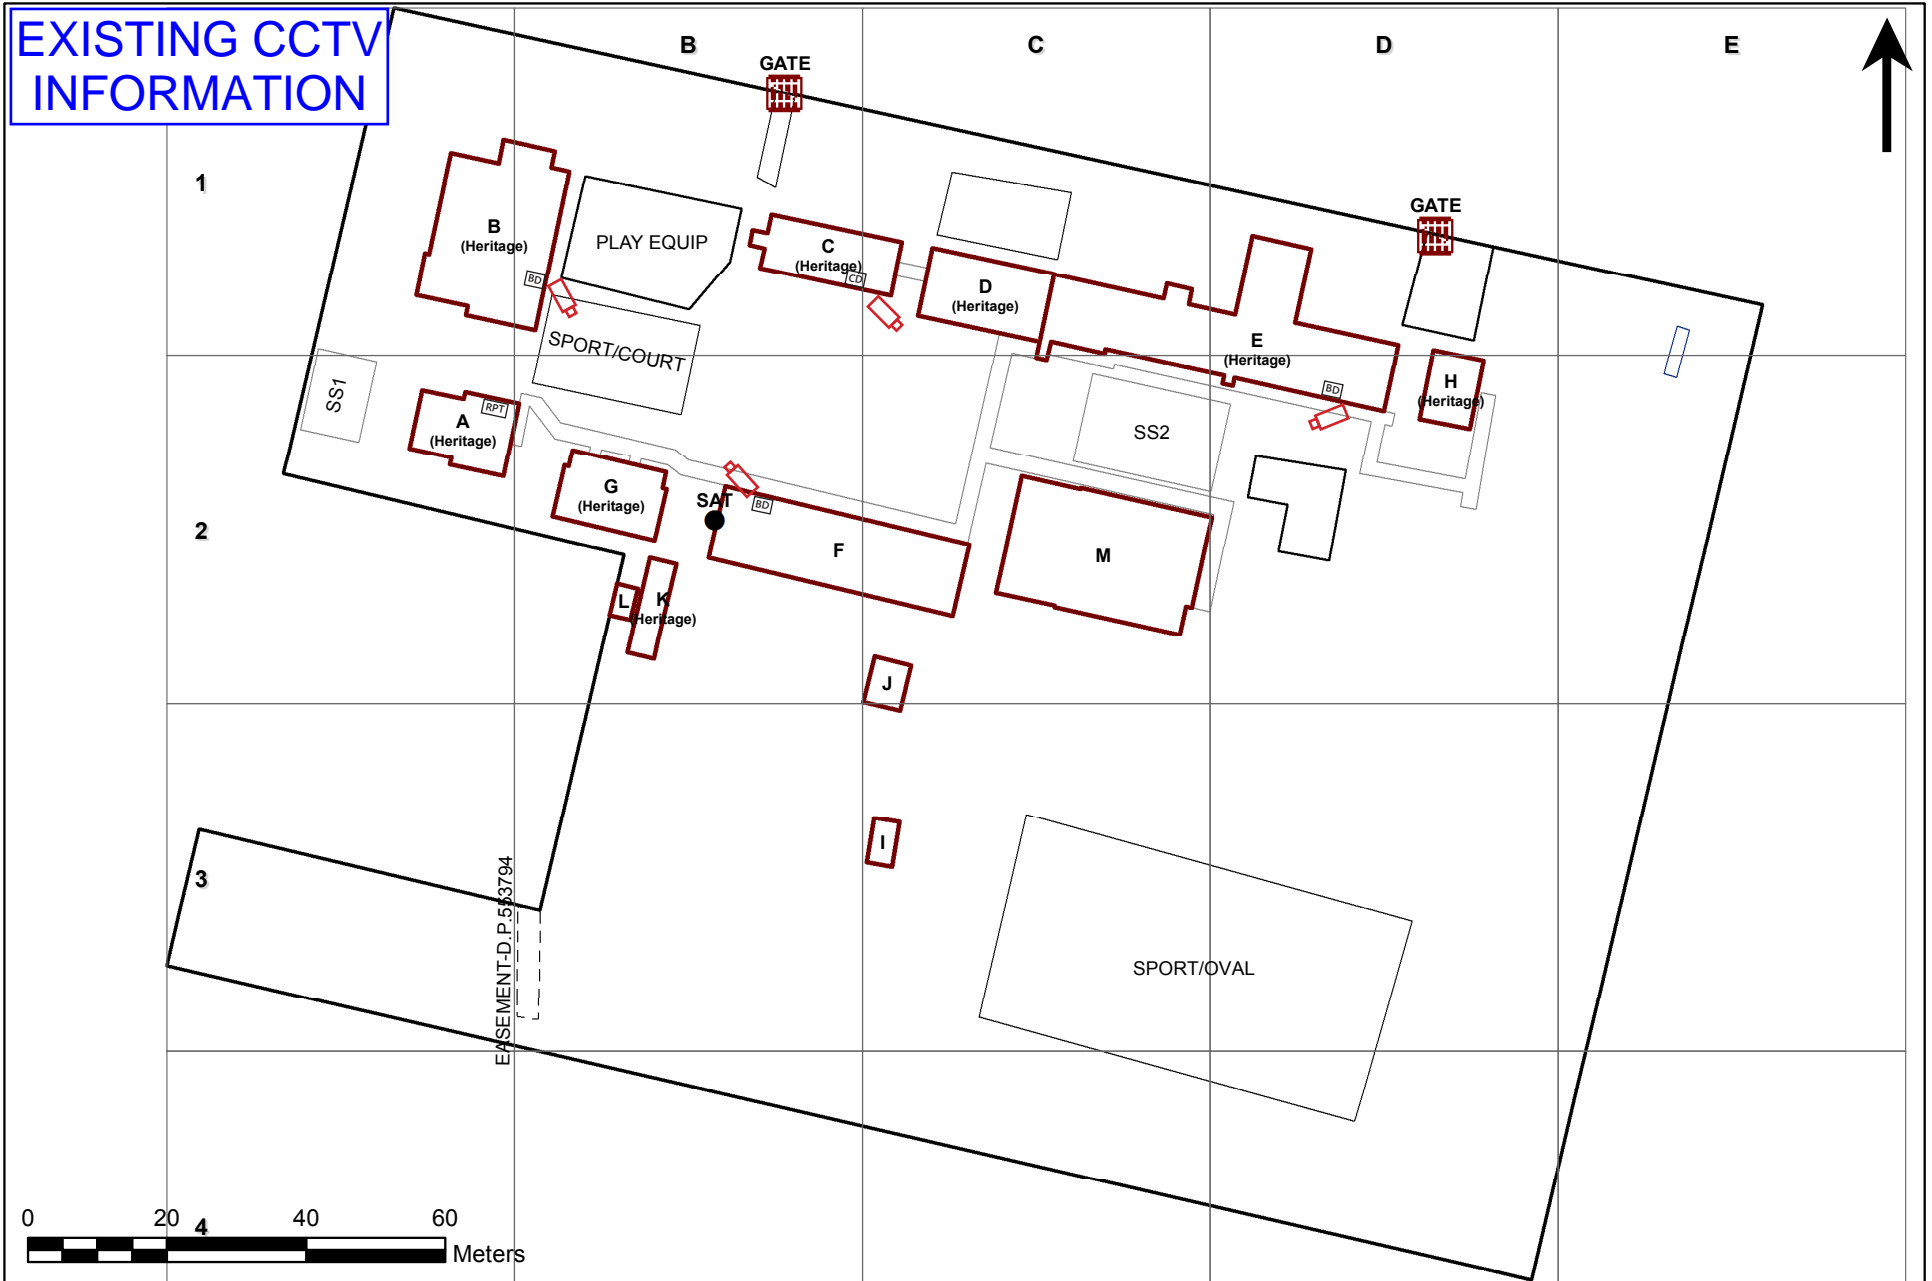 EXISTING CCTV
INFORMATION
B
C
D
E
GATE
1
B
(Heritage)
BD
PLAY EQUIP
C
(Heritage)
CD
D
(Heritage)
GATE
E
(Heritage)
BD
H
(Heritage)
SPORT/COURT
SS1
A
(Heritage)
RPT
SS2
G
(Heritage)
SAT
BD
2
F
M
L
K
(Heritage)
J
I
3
EASEMENT-D.P.553794
SPORT/OVAL
4
0 20 40 60
Meters